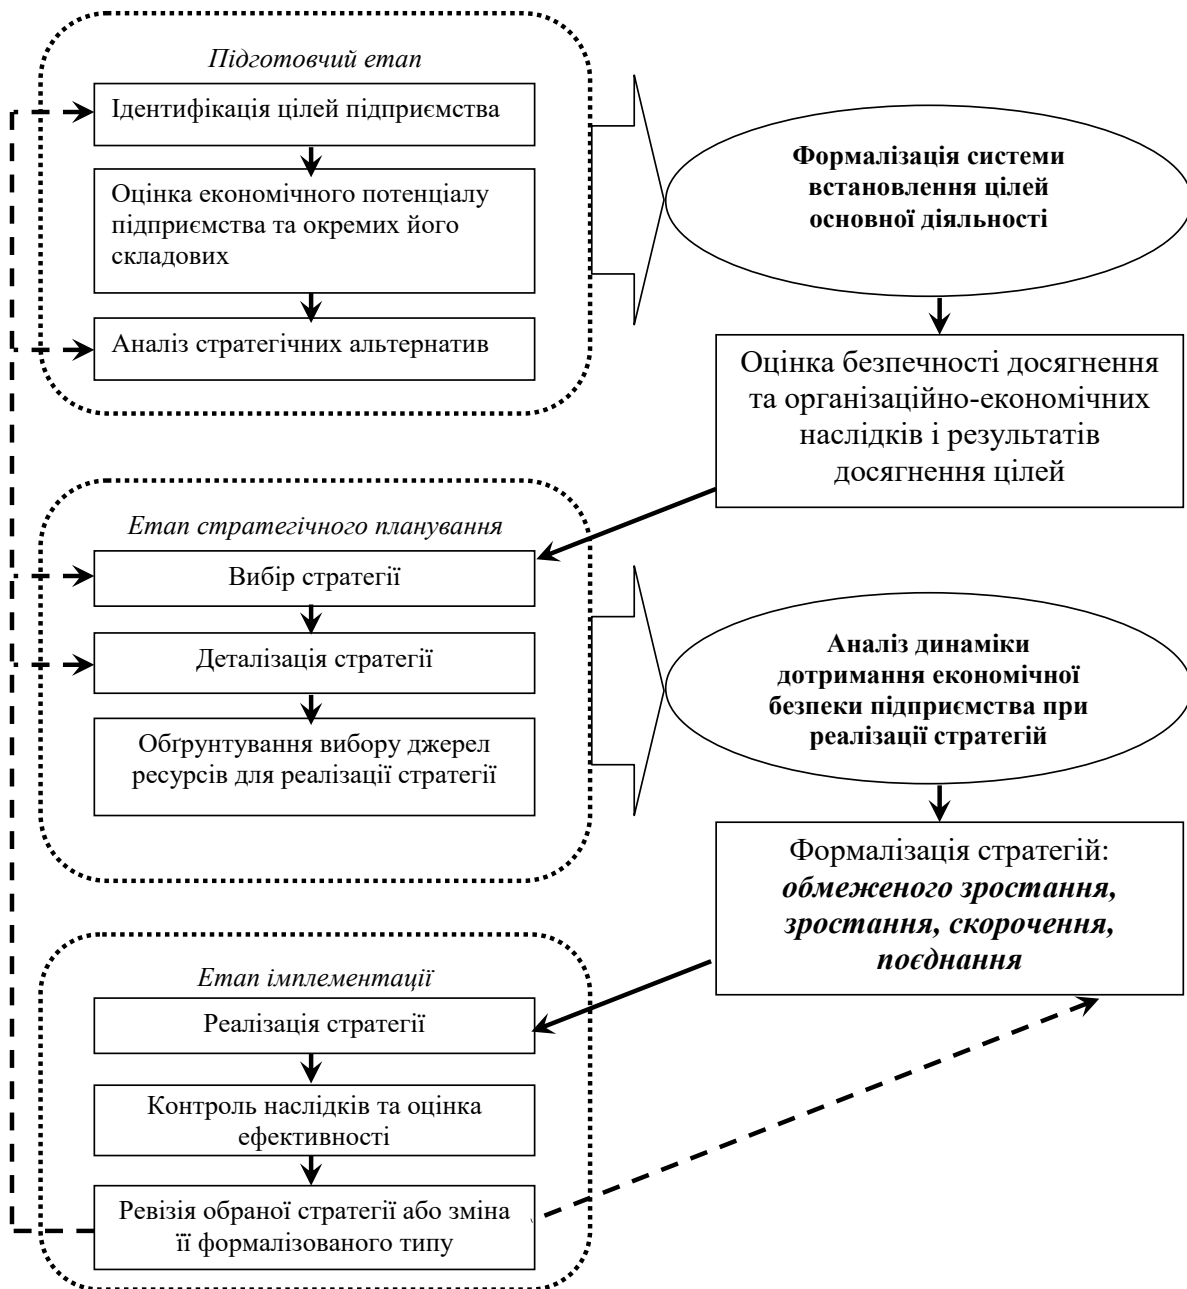 Підготовчий етап
Ідентифікація цілей підприємства
Оцінка економічного потенціалу
підприємства та окремих його
складових
Аналіз стратегічних альтернатив
Формалізація системи
встановлення цілей
основної діяльності
Оцінка безпечності досягнення
та організаційно-економічних
наслідків і результатів
досягнення цілей
Етап стратегічного планування
Вибір стратегії
Деталізація стратегії
Обґрунтування вибору джерел
ресурсів для реалізації стратегії
Аналіз динаміки
дотримання економічної
безпеки підприємства при
реалізації стратегій
Формалізація стратегій:
обмеженого зростання,
зростання, скорочення,
поєднання
Етап імплементації
Реалізація стратегії
Контроль наслідків та оцінка
ефективності
Ревізія обраної стратегії або зміна
її формалізованого типу